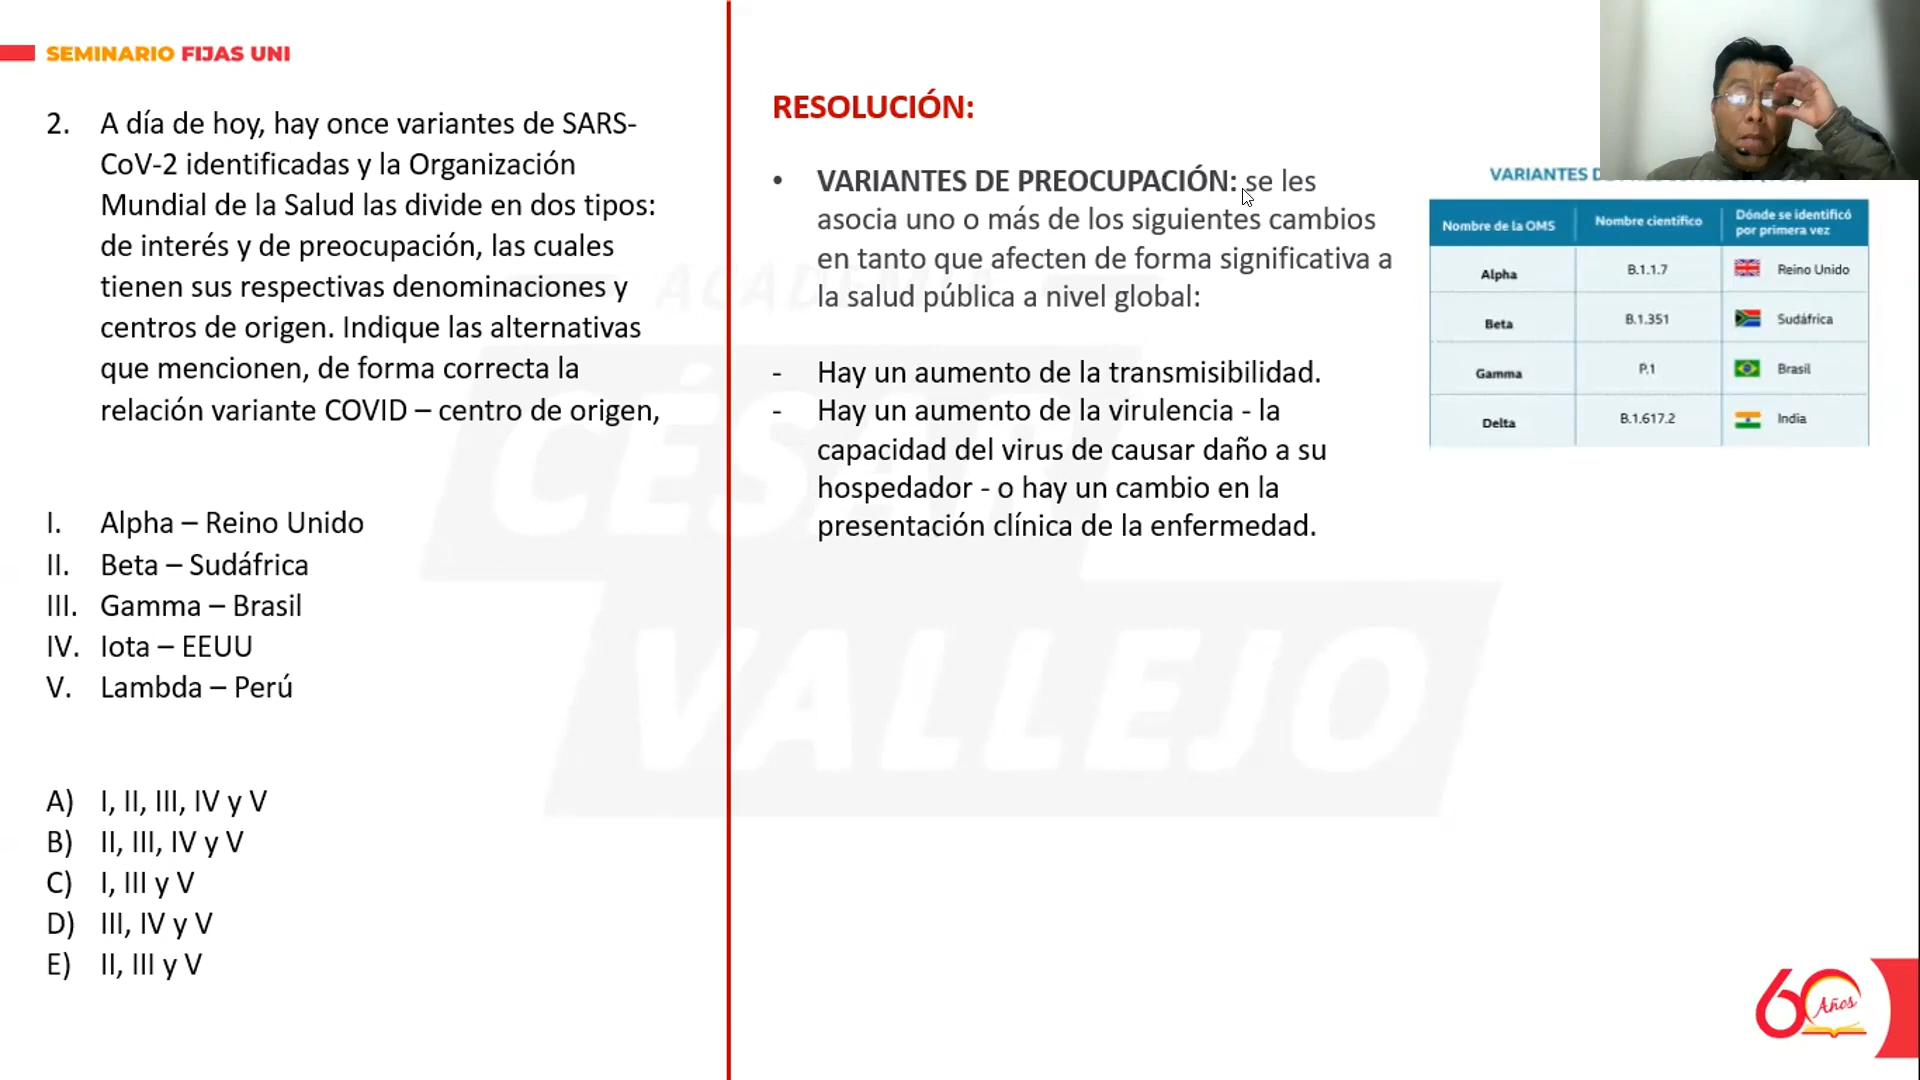 SEMINARIO FIJAS UNI
2. A día de hoy, hay once variantes de SARS-
CoV-2 identificadas y la Organización
Mundial de la Salud las divide en dos tipos:
de interés y de preocupación, las cuales
tienen sus respectivas denominaciones y
centros de origen. Indique las alternativas
que mencionen, de forma correcta la
relación variante COVID – centro de origen,
I. Alpha – Reino Unido
II. Beta – Sudáfrica
III. Gamma – Brasil
IV. Iota – EEUU
V. Lambda – Perú
A) I, II, III, IV y V
B) II, III, IV y V
C) I, III y V
D) III, IV y V
E) II, III y V
RESOLUCIÓN:
• VARIANTES DE PREOCUPACIÓN: se les
asocia uno o más de los siguientes cambios
en tanto que afecten de forma significativa a
la salud pública a nivel global:
- Hay un aumento de la transmisibilidad.
- Hay un aumento de la virulencia - la
capacidad del virus de causar daño a su
hospedador - o hay un cambio en la
presentación clínica de la enfermedad.
VARIANTES
Nombre de la OMS Nombre científico Dónde se identificó
por primera vez
Alpha B.1.1.7 Reino Unido
Beta B.1.351 Sudáfrica
Gamma P.1 Brasil
Delta B.1.617.2 India
ACADEMIA
CÉSAR
VALLEJO
60 Años